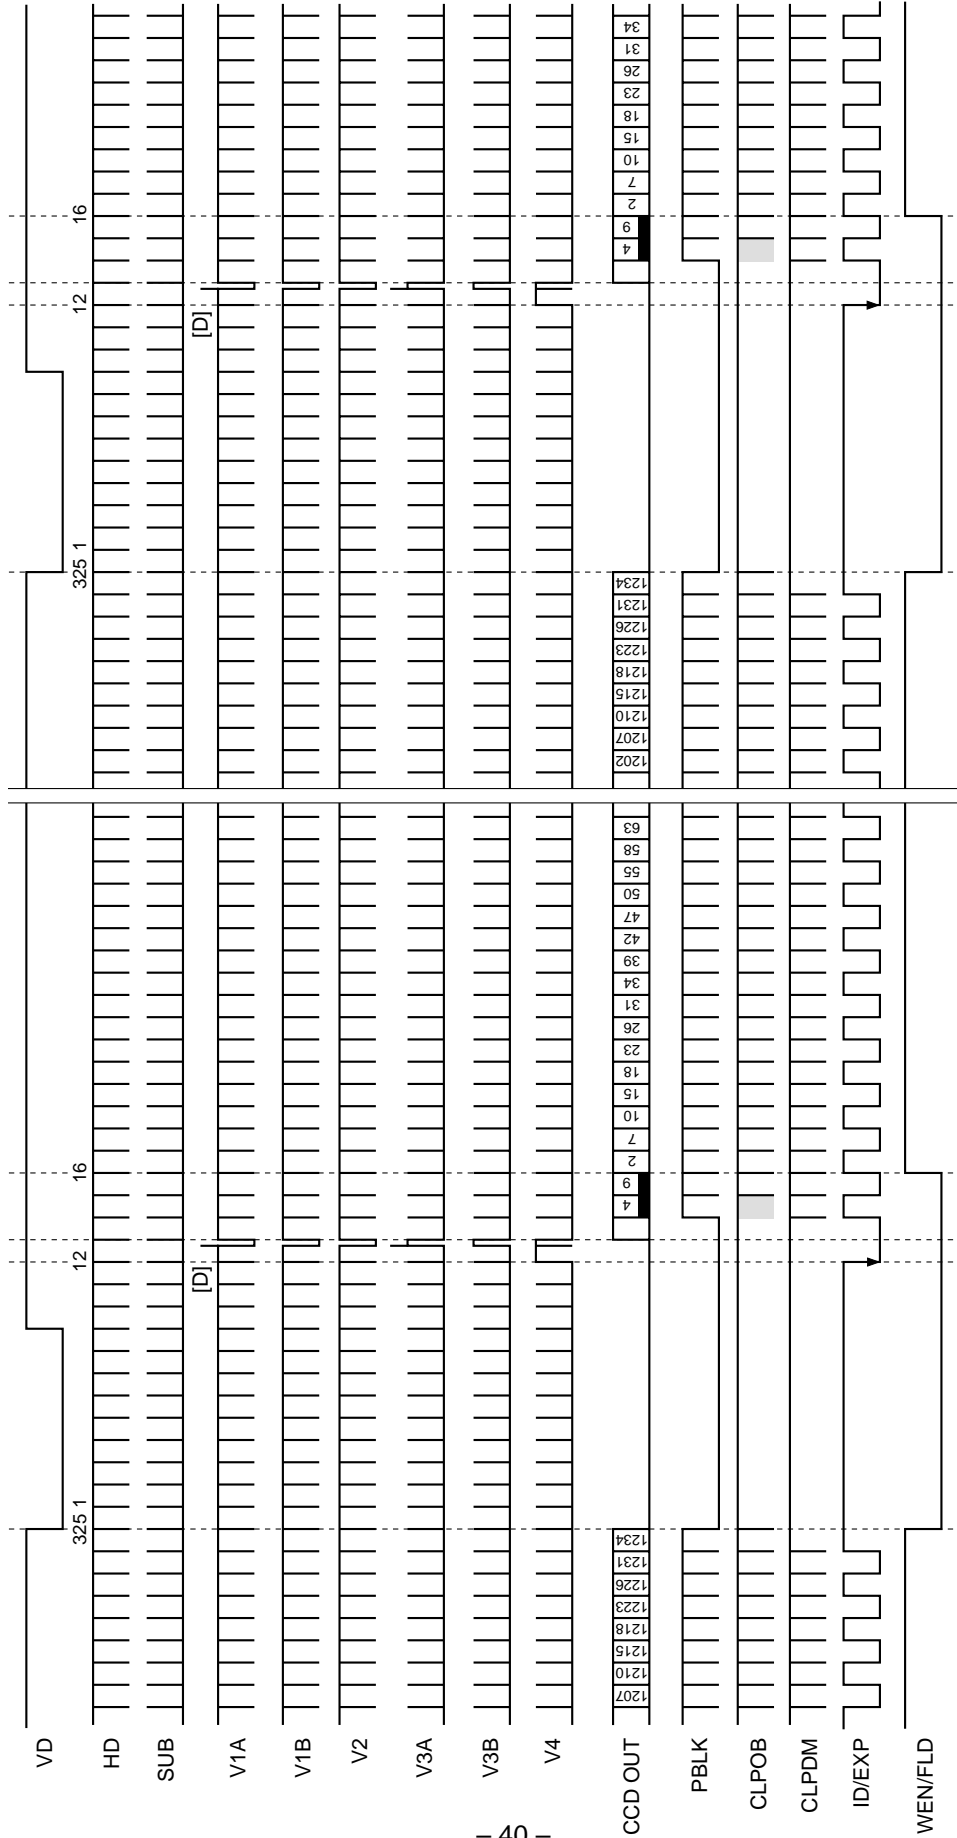 VD
325 1 12 16 325 1 12 16
HD
SUB
[D] [D]
V1A
V1B
V2
V3A
V3B
V4
CCD OUT 1207 1210 1215 1218 1223 1226 1231 1234 4 9 2 7 10 15 18 23 26 31 34 39 42 47 50 55 58 63 1202 1207 1210 1215 1218 1223 1226 1231 1234 4 9 2 7 10 15 18 23 26 31 34
PBLK
CLPOB
CLPDM
ID/EXP
WEN/FLD
– 40 –